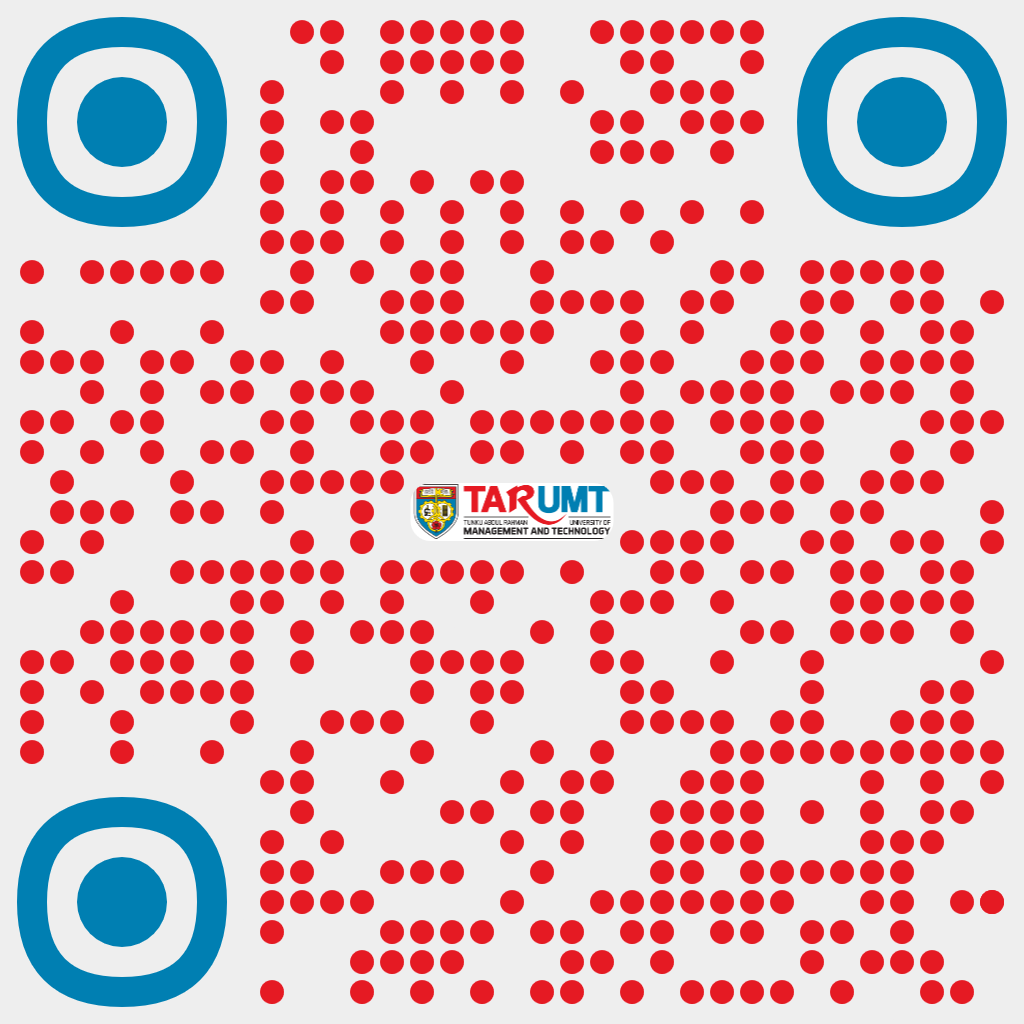 TARUMT
TUNKU ABDUL RAHMAN UNIVERSITY OF
MANAGEMENT AND TECHNOLOGY